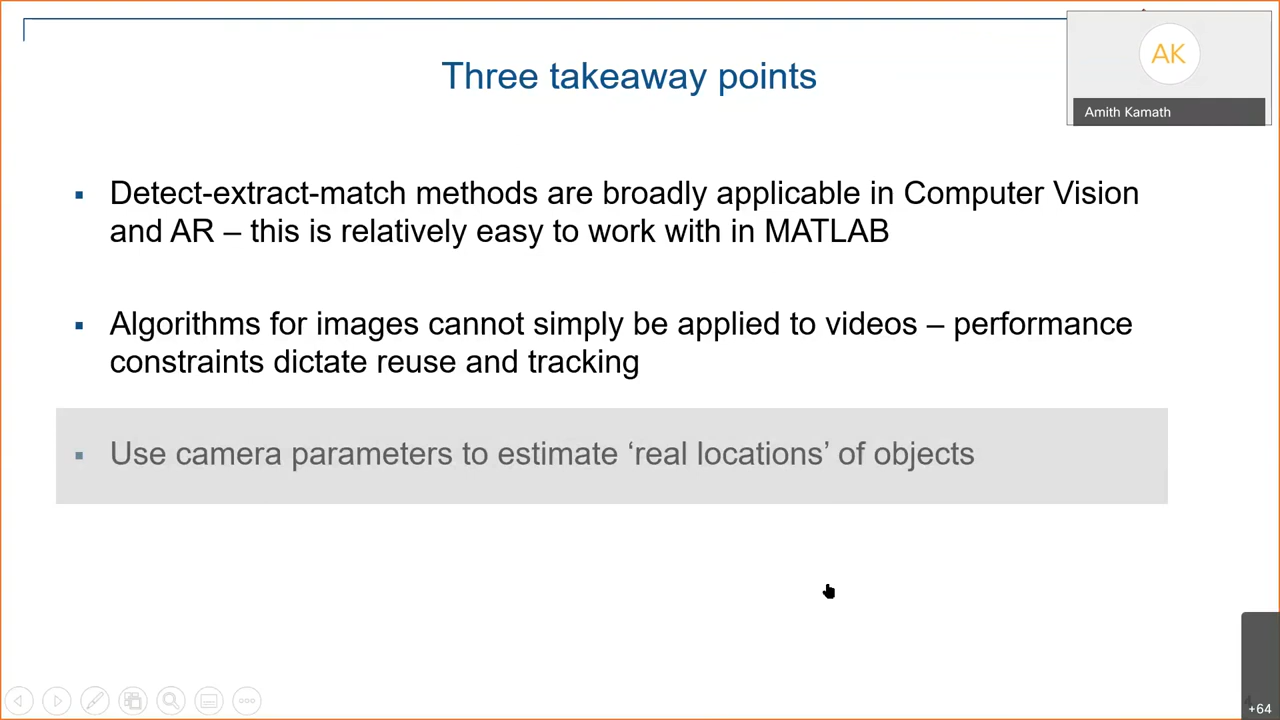 Three takeaway points
AK
Amith Kamath
▪ Detect-extract-match methods are broadly applicable in Computer Vision
and AR – this is relatively easy to work with in MATLAB
▪ Algorithms for images cannot simply be applied to videos – performance
constraints dictate reuse and tracking
▪ Use camera parameters to estimate ‘real locations’ of objects
+64